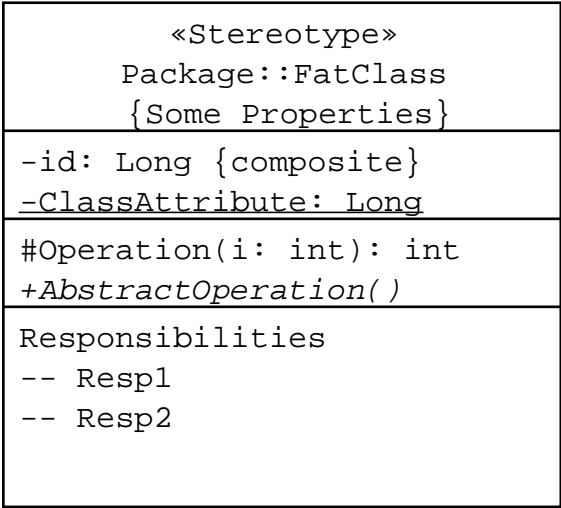 «Stereotype»
Package::FatClass
{Some Properties}
-id: Long {composite}
-ClassAttribute: Long
#Operation(i: int): int
+AbstractOperation()
Responsibilities
-- Resp1
-- Resp2